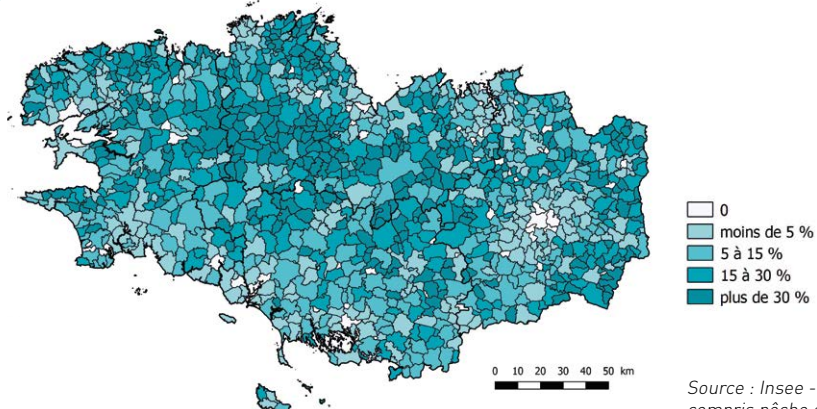 0
moins de 5 %
5 à 15 %
15 à 30 %
plus de 30 %
0 10 20 30 40 50 km
Source : Insee -
compris pêche